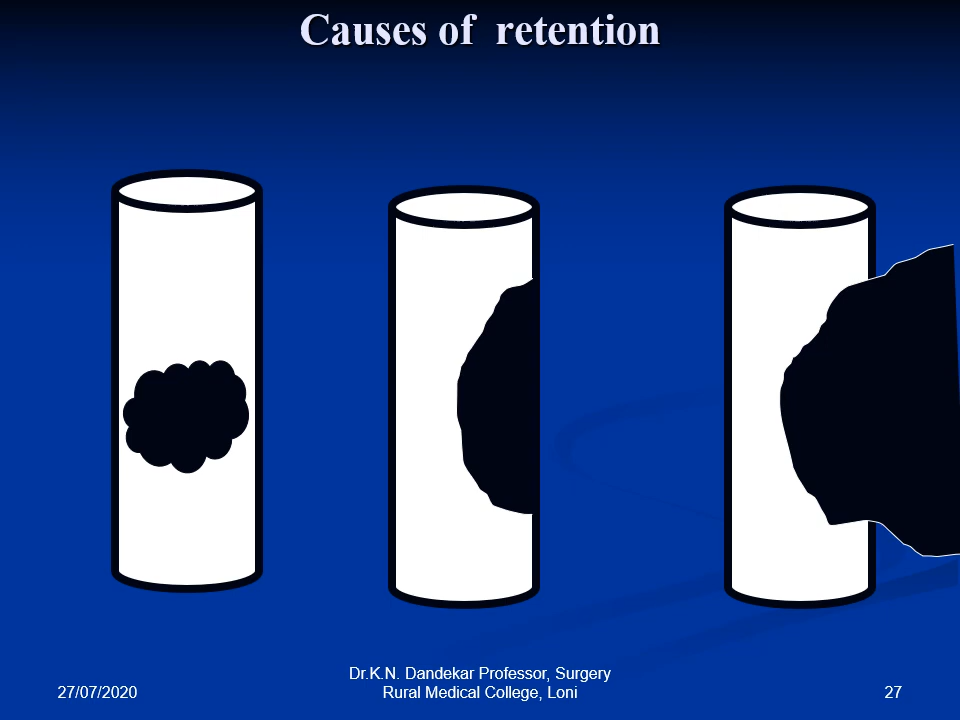 Causes of  retention
Dr.K.N. Dandekar Professor, Surgery
27/07/2020
Rural Medical College, Loni
27